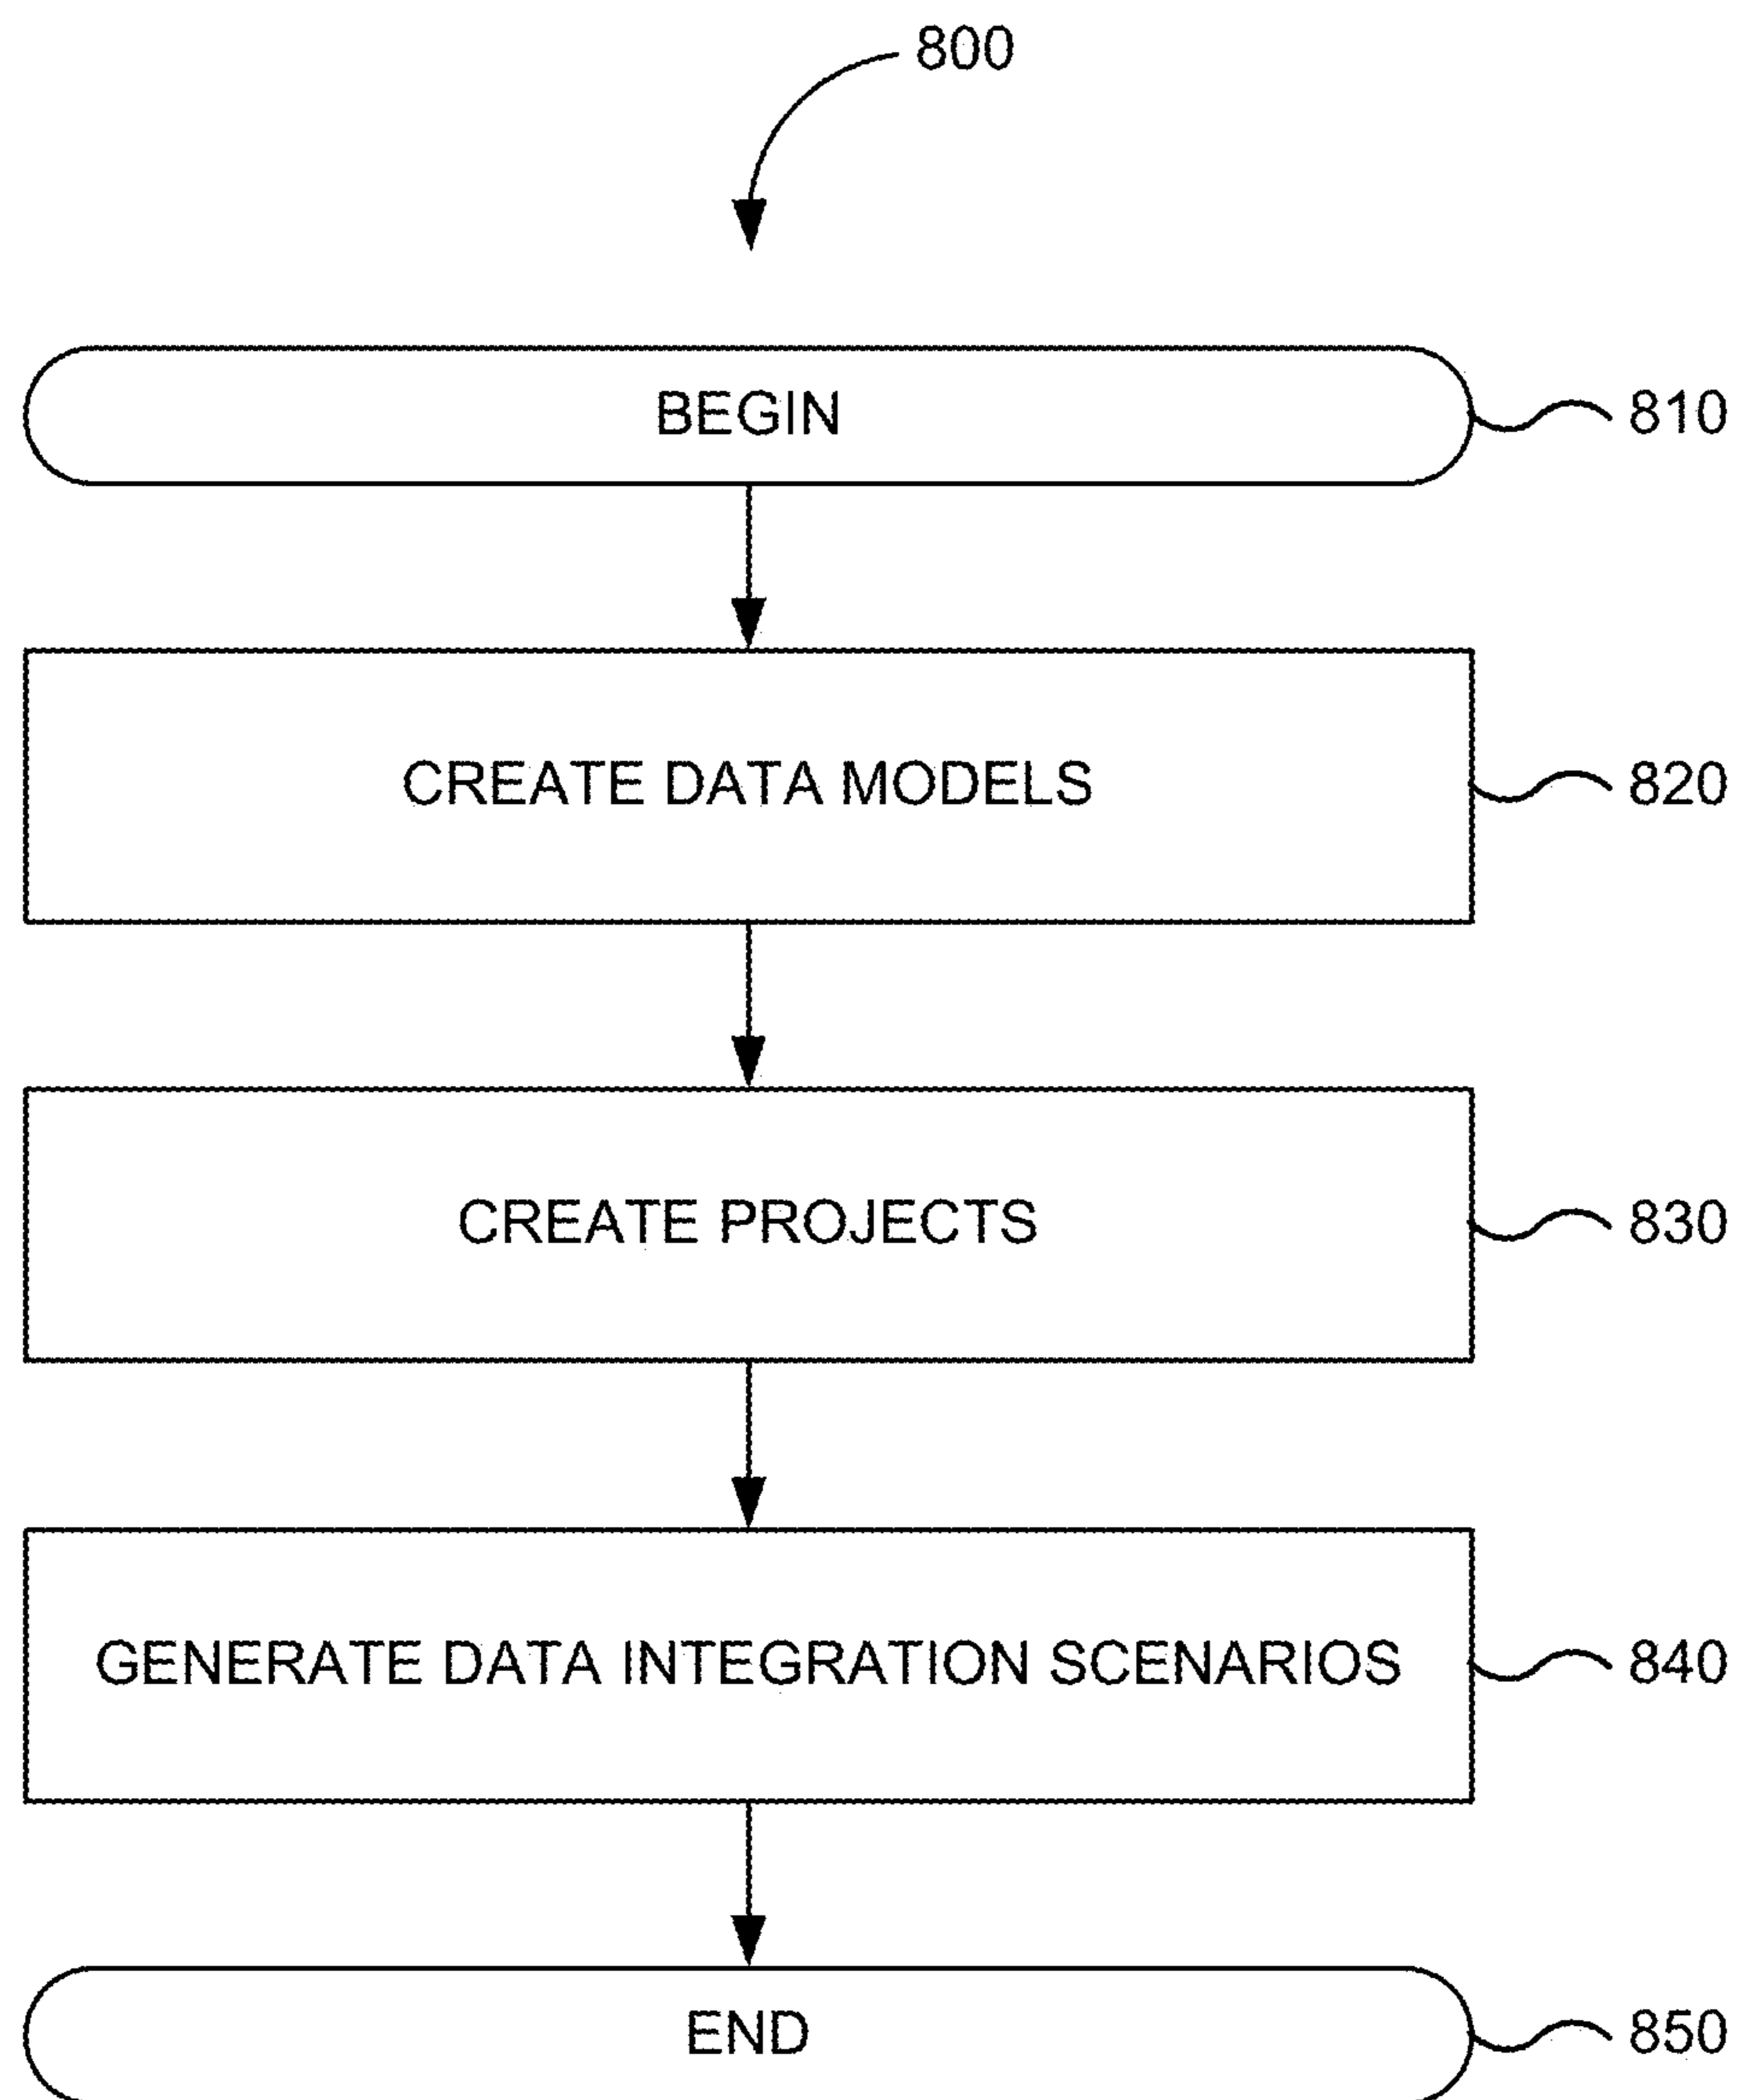 800
BEGIN
810
CREATE DATA MODELS
820
CREATE PROJECTS
830
GENERATE DATA INTEGRATION SCENARIOS
840
END
850